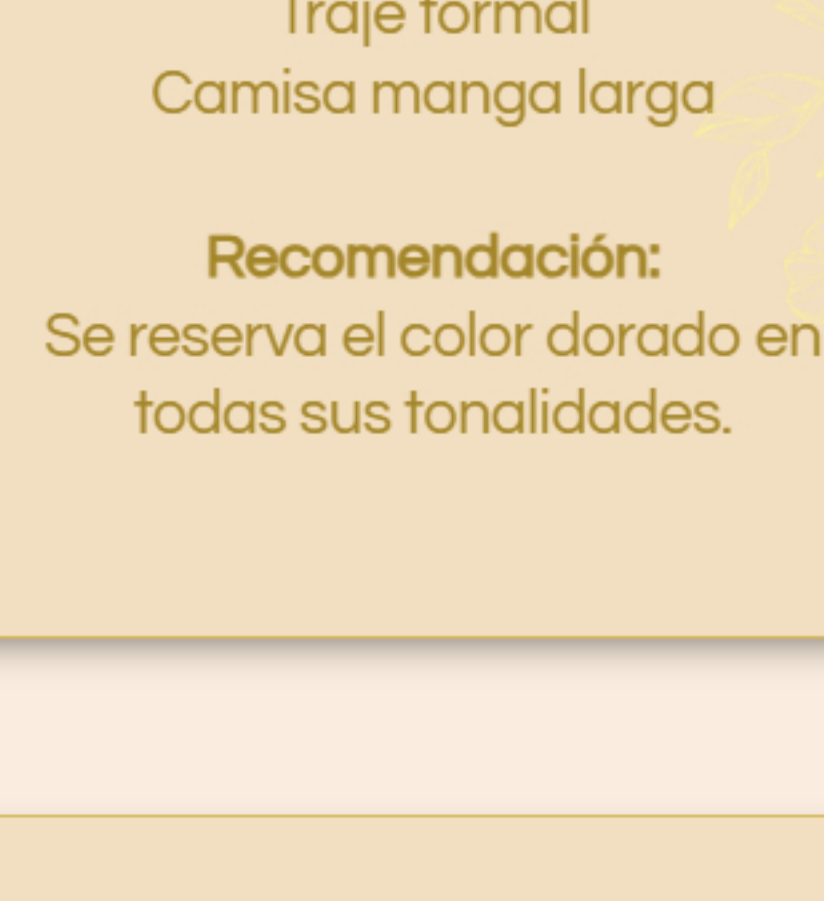 Traje formal
Camisa manga larga
Recomendación:
Se reserva el color dorado en
todas sus tonalidades.